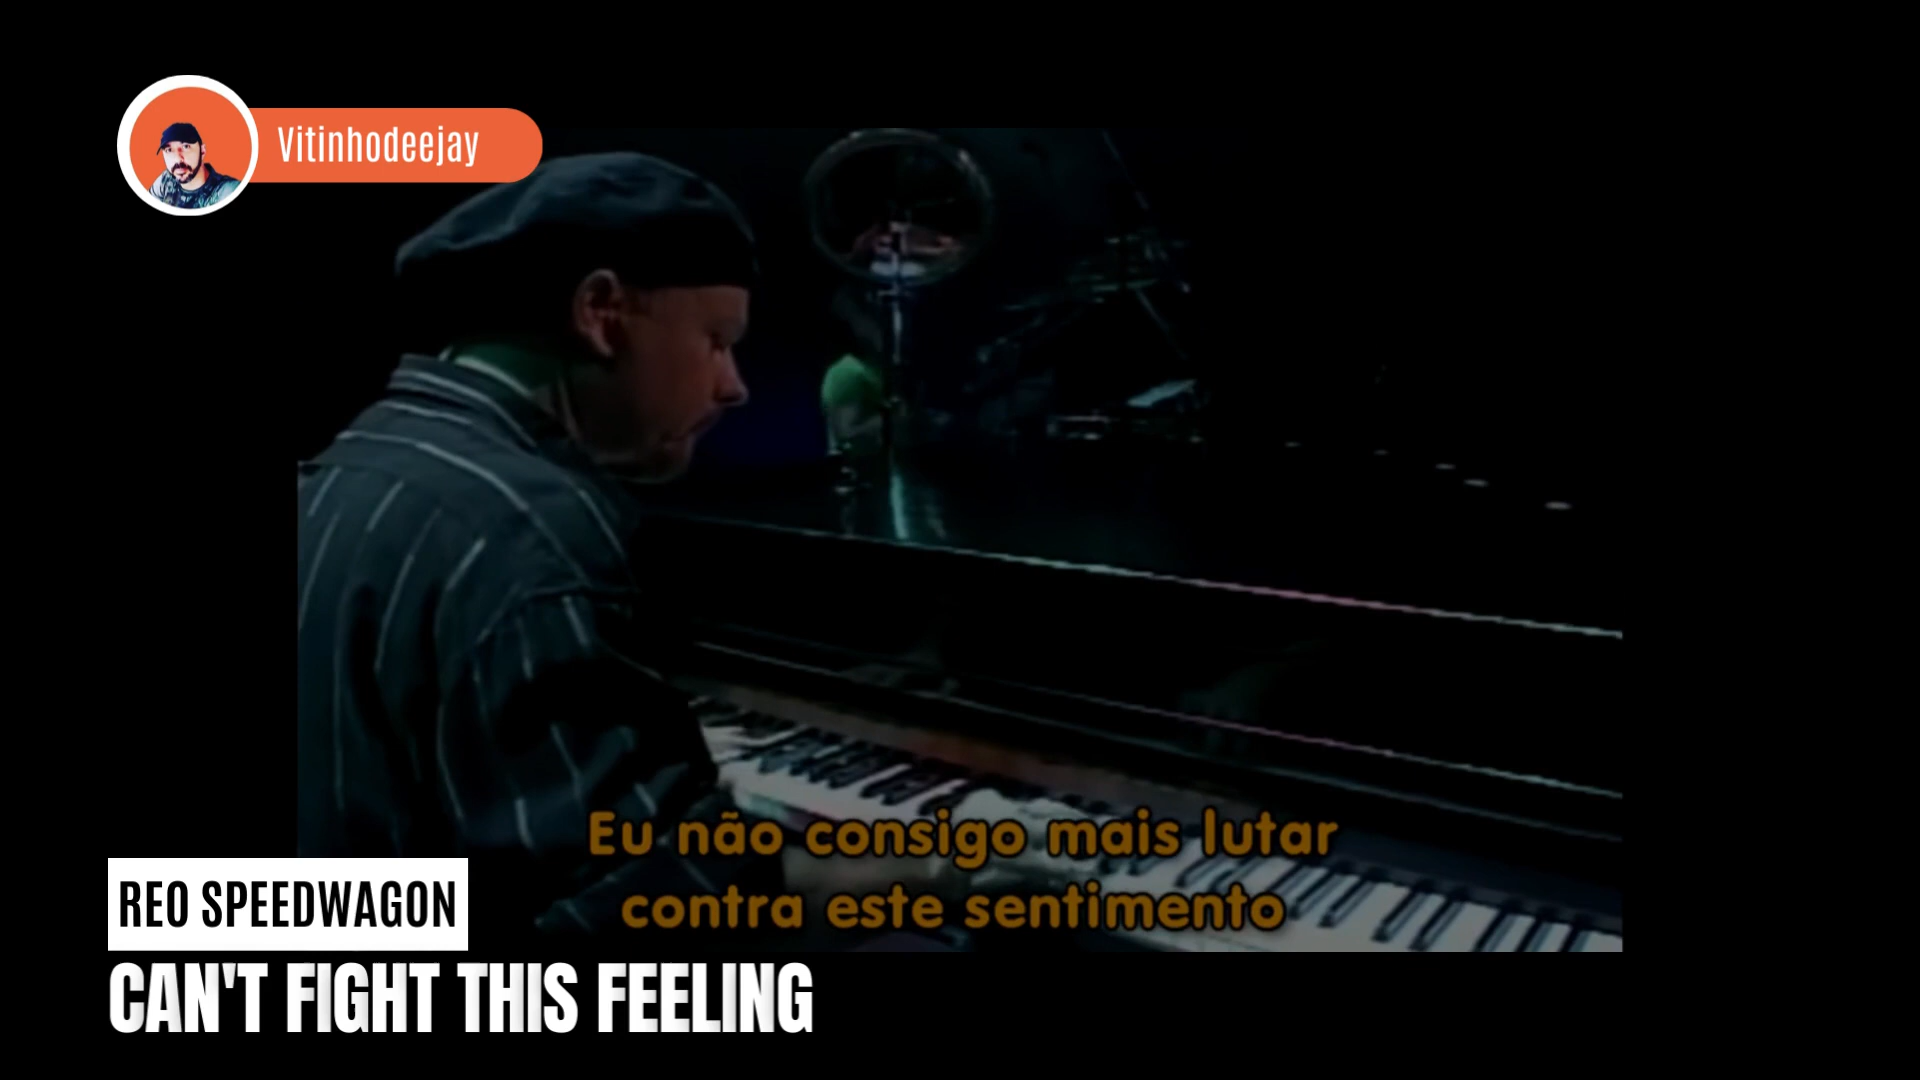 Vitinhodeejay
Eu não consigo mais lutar
contra este sentimento
REO SPEEDWAGON
CAN'T FIGHT THIS FEELING